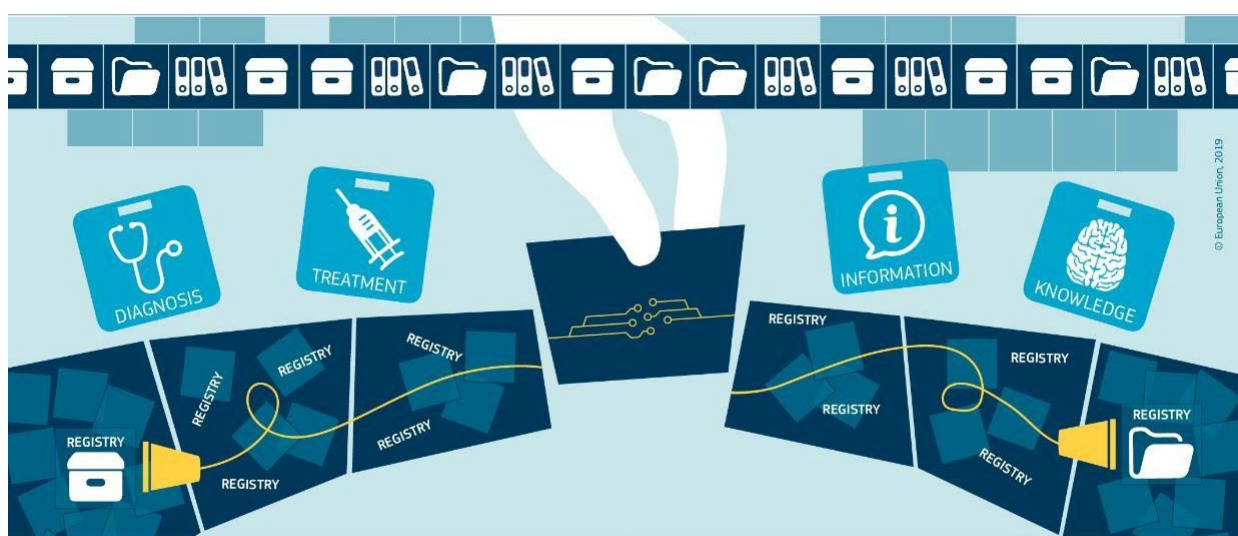 © European Union, 2019
DIAGNOSIS
TREATMENT
INFORMATION
KNOWLEDGE
REGISTRY
REGISTRY
REGISTRY
REGISTRY
REGISTRY
REGISTRY
REGISTRY
REGISTRY
REGISTRY
REGISTRY
REGISTRY